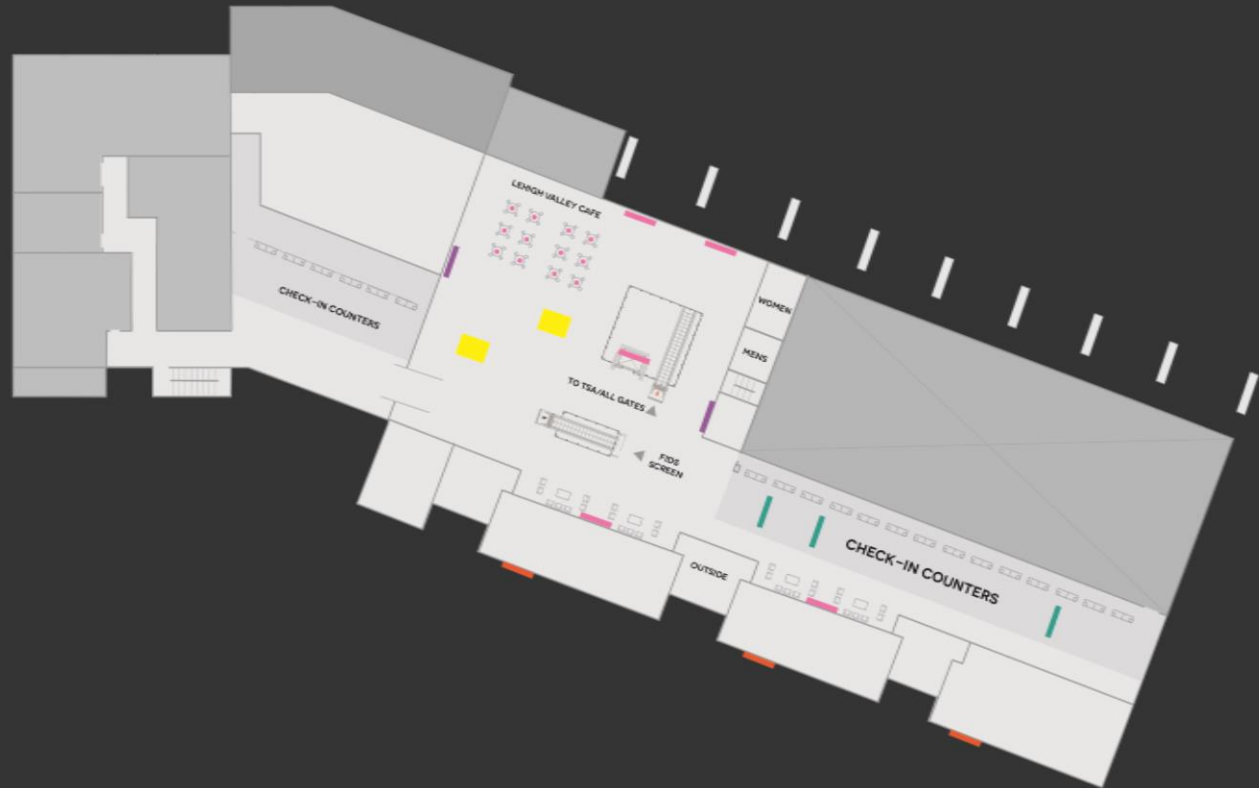 LEHIGH VALLEY CAFE
WOMEN
CHECK-IN COUNTERS
MENS
TO TSA/ALL GATES
FIDS
SCREEN
OUTSIDE
CHECK-IN COUNTERS